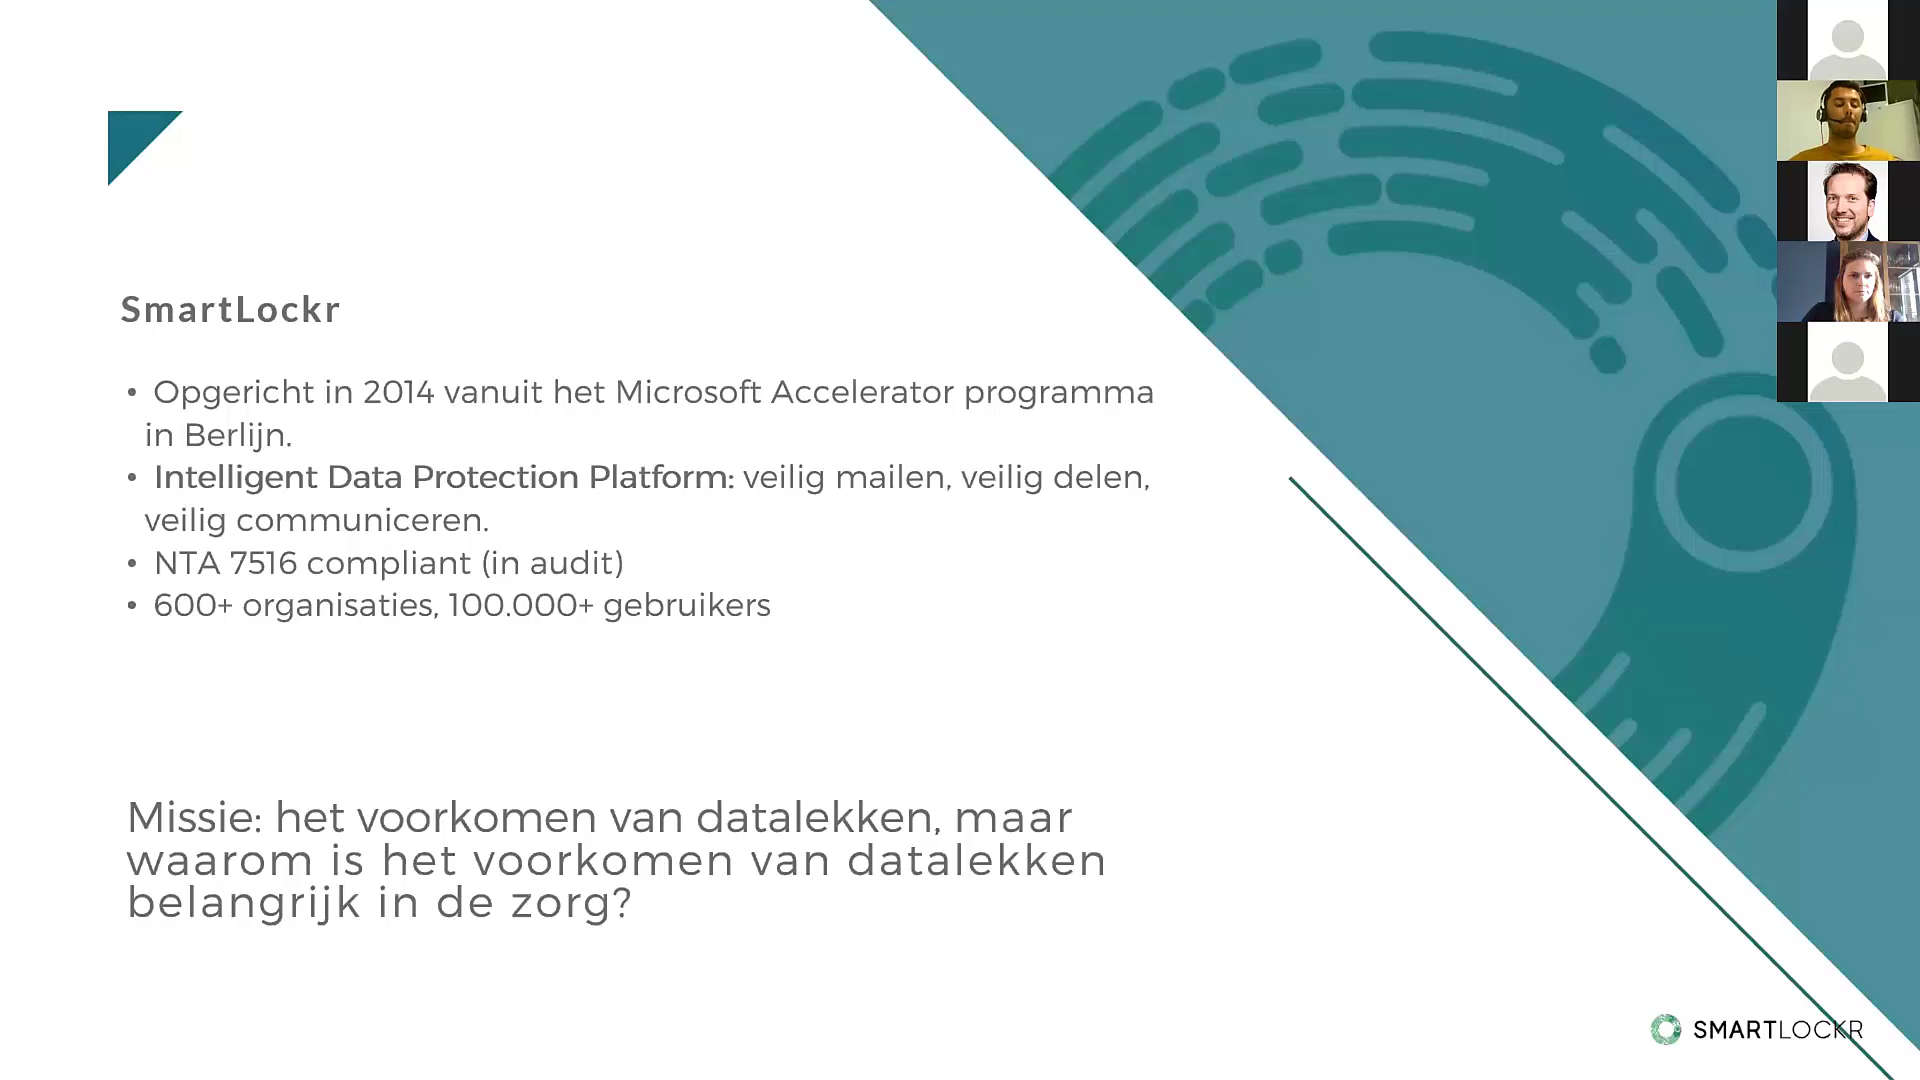 SmartLockr
• Opgericht in 2014 vanuit het Microsoft Accelerator programma
in Berlijn.
• Intelligent Data Protection Platform: veilig mailen, veilig delen,
veilig communiceren.
• NTA 7516 compliant (in audit)
• 600+ organisaties, 100.000+ gebruikers
Missie: het voorkomen van datalekken, maar
waarom is het voorkomen van datalekken
belangrijk in de zorg?
SMARTLOCKR